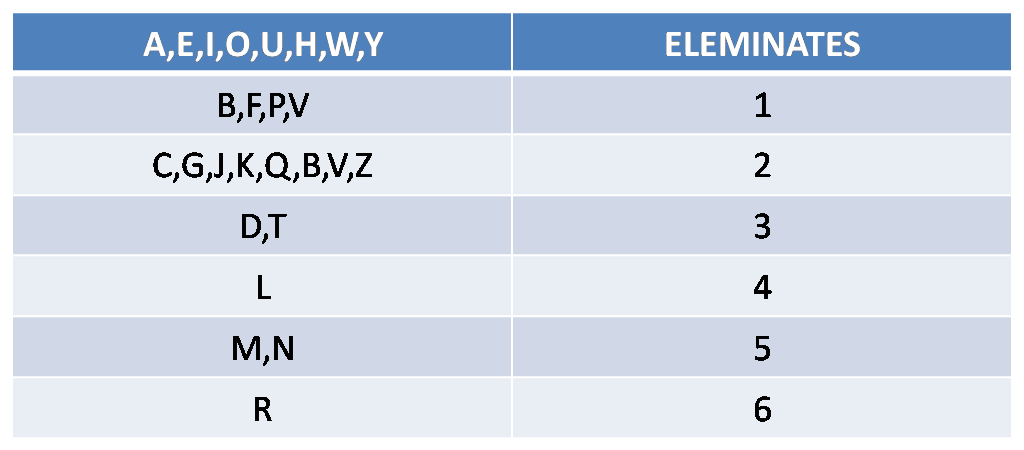 A,E,I,O,U,H,W,Y ELEMINATES
B,F,P,V 1
C,G,J,K,Q,B,V,Z 2
D,T 3
L 4
M,N 5
R 6